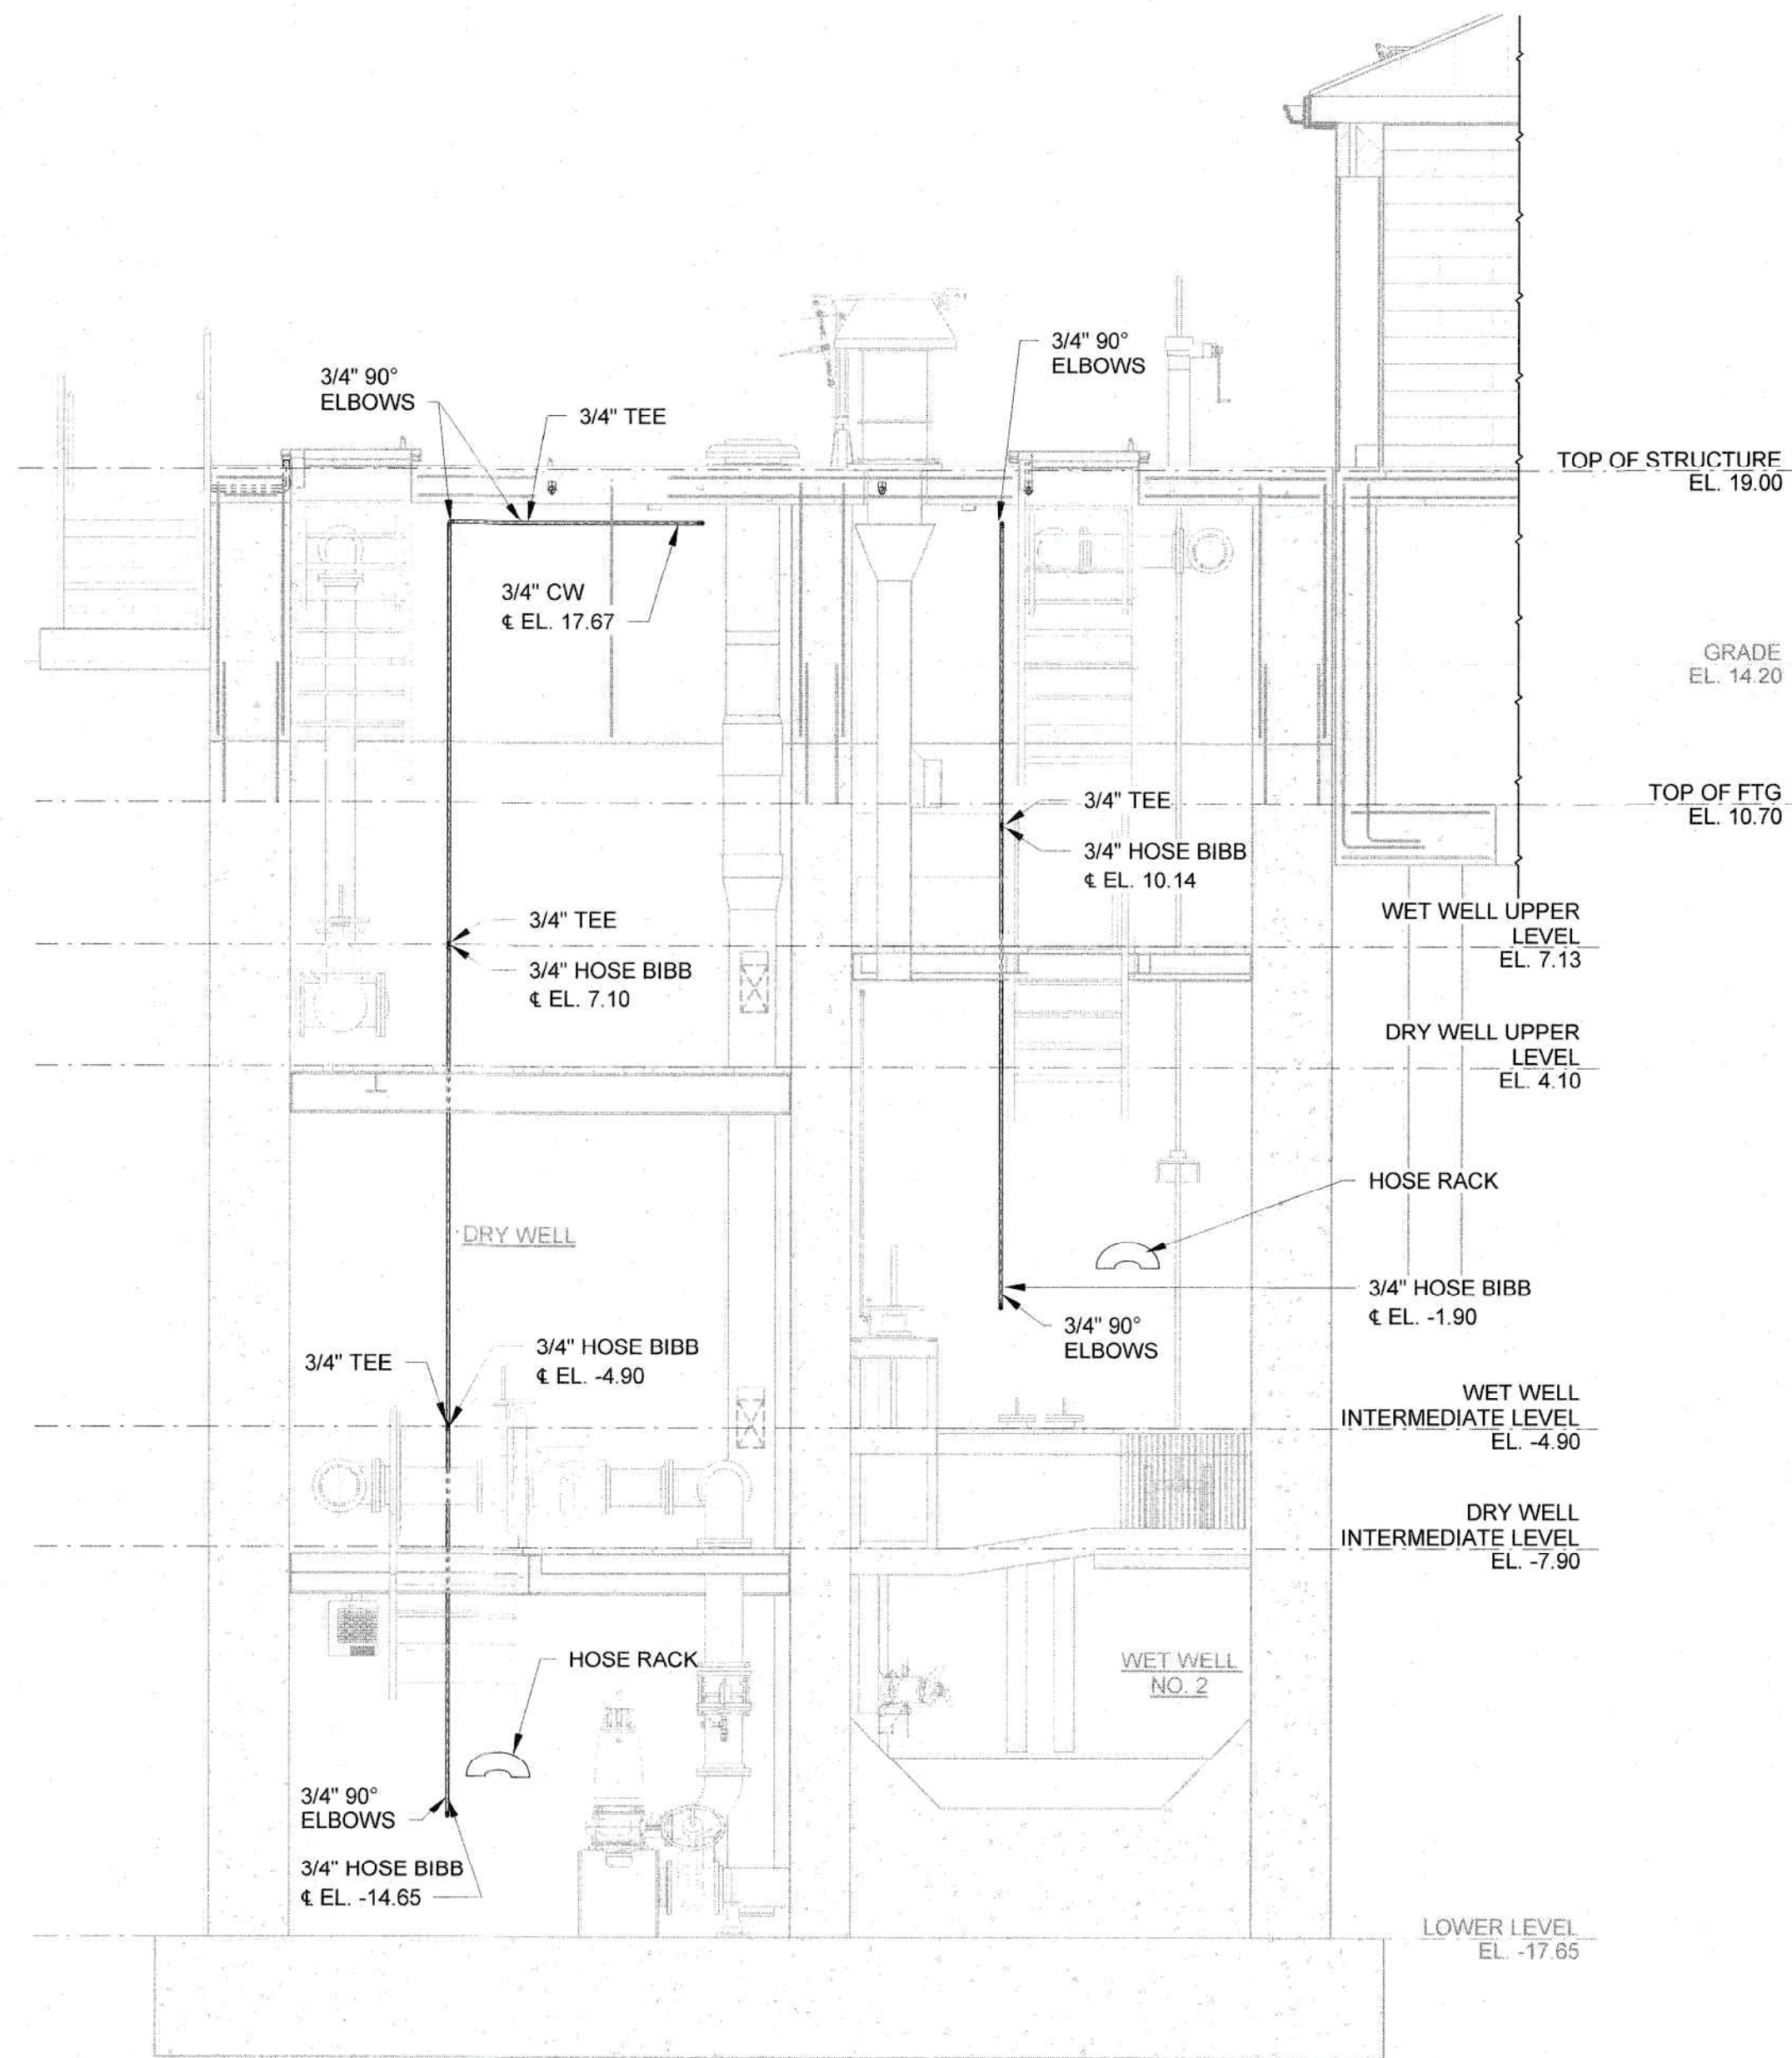 3/4" 90°
ELBOWS
3/4" 90°
ELBOWS
3/4" TEE
TOP OF STRUCTURE
EL. 19.00
3/4" CW
℄ EL. 17.67
GRADE
EL. 14.20
3/4" TEE
TOP OF FTG
EL. 10.70
3/4" HOSE BIBB
℄ EL. 10.14
3/4" TEE
WET WELL UPPER
LEVEL
EL. 7.13
3/4" HOSE BIBB
℄ EL. 7.10
DRY WELL UPPER
LEVEL
EL. 4.10
HOSE RACK
DRY WELL
3/4" HOSE BIBB
℄ EL. -1.90
3/4" 90°
ELBOWS
3/4" TEE
3/4" HOSE BIBB
℄ EL. -4.90
WET WELL
INTERMEDIATE LEVEL
EL. -4.90
DRY WELL
INTERMEDIATE LEVEL
EL. -7.90
HOSE RACK
WET WELL
NO. 2
3/4" 90°
ELBOWS
3/4" HOSE BIBB
℄ EL. -14.65
LOWER LEVEL
EL. -17.65